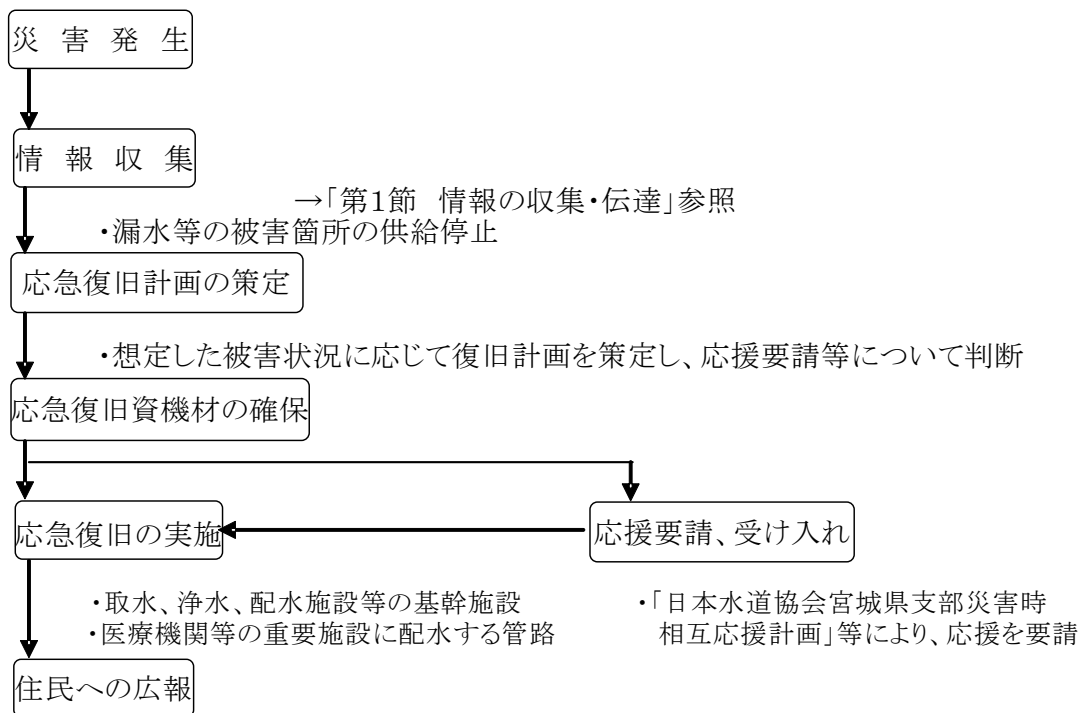 災 害 発 生
情 報 収 集
→「第1節 情報の収集・伝達」参照
・漏水等の被害箇所の供給停止
応急復旧計画の策定
・想定した被害状況に応じて復旧計画を策定し、応援要請等について判断
応急復旧資機材の確保
応急復旧の実施
応援要請、受け入れ
・取水、浄水、配水施設等の基幹施設
・医療機関等の重要施設に配水する管路
・「日本水道協会宮城県支部災害時
相互応援計画」等により、応援を要請
住民への広報